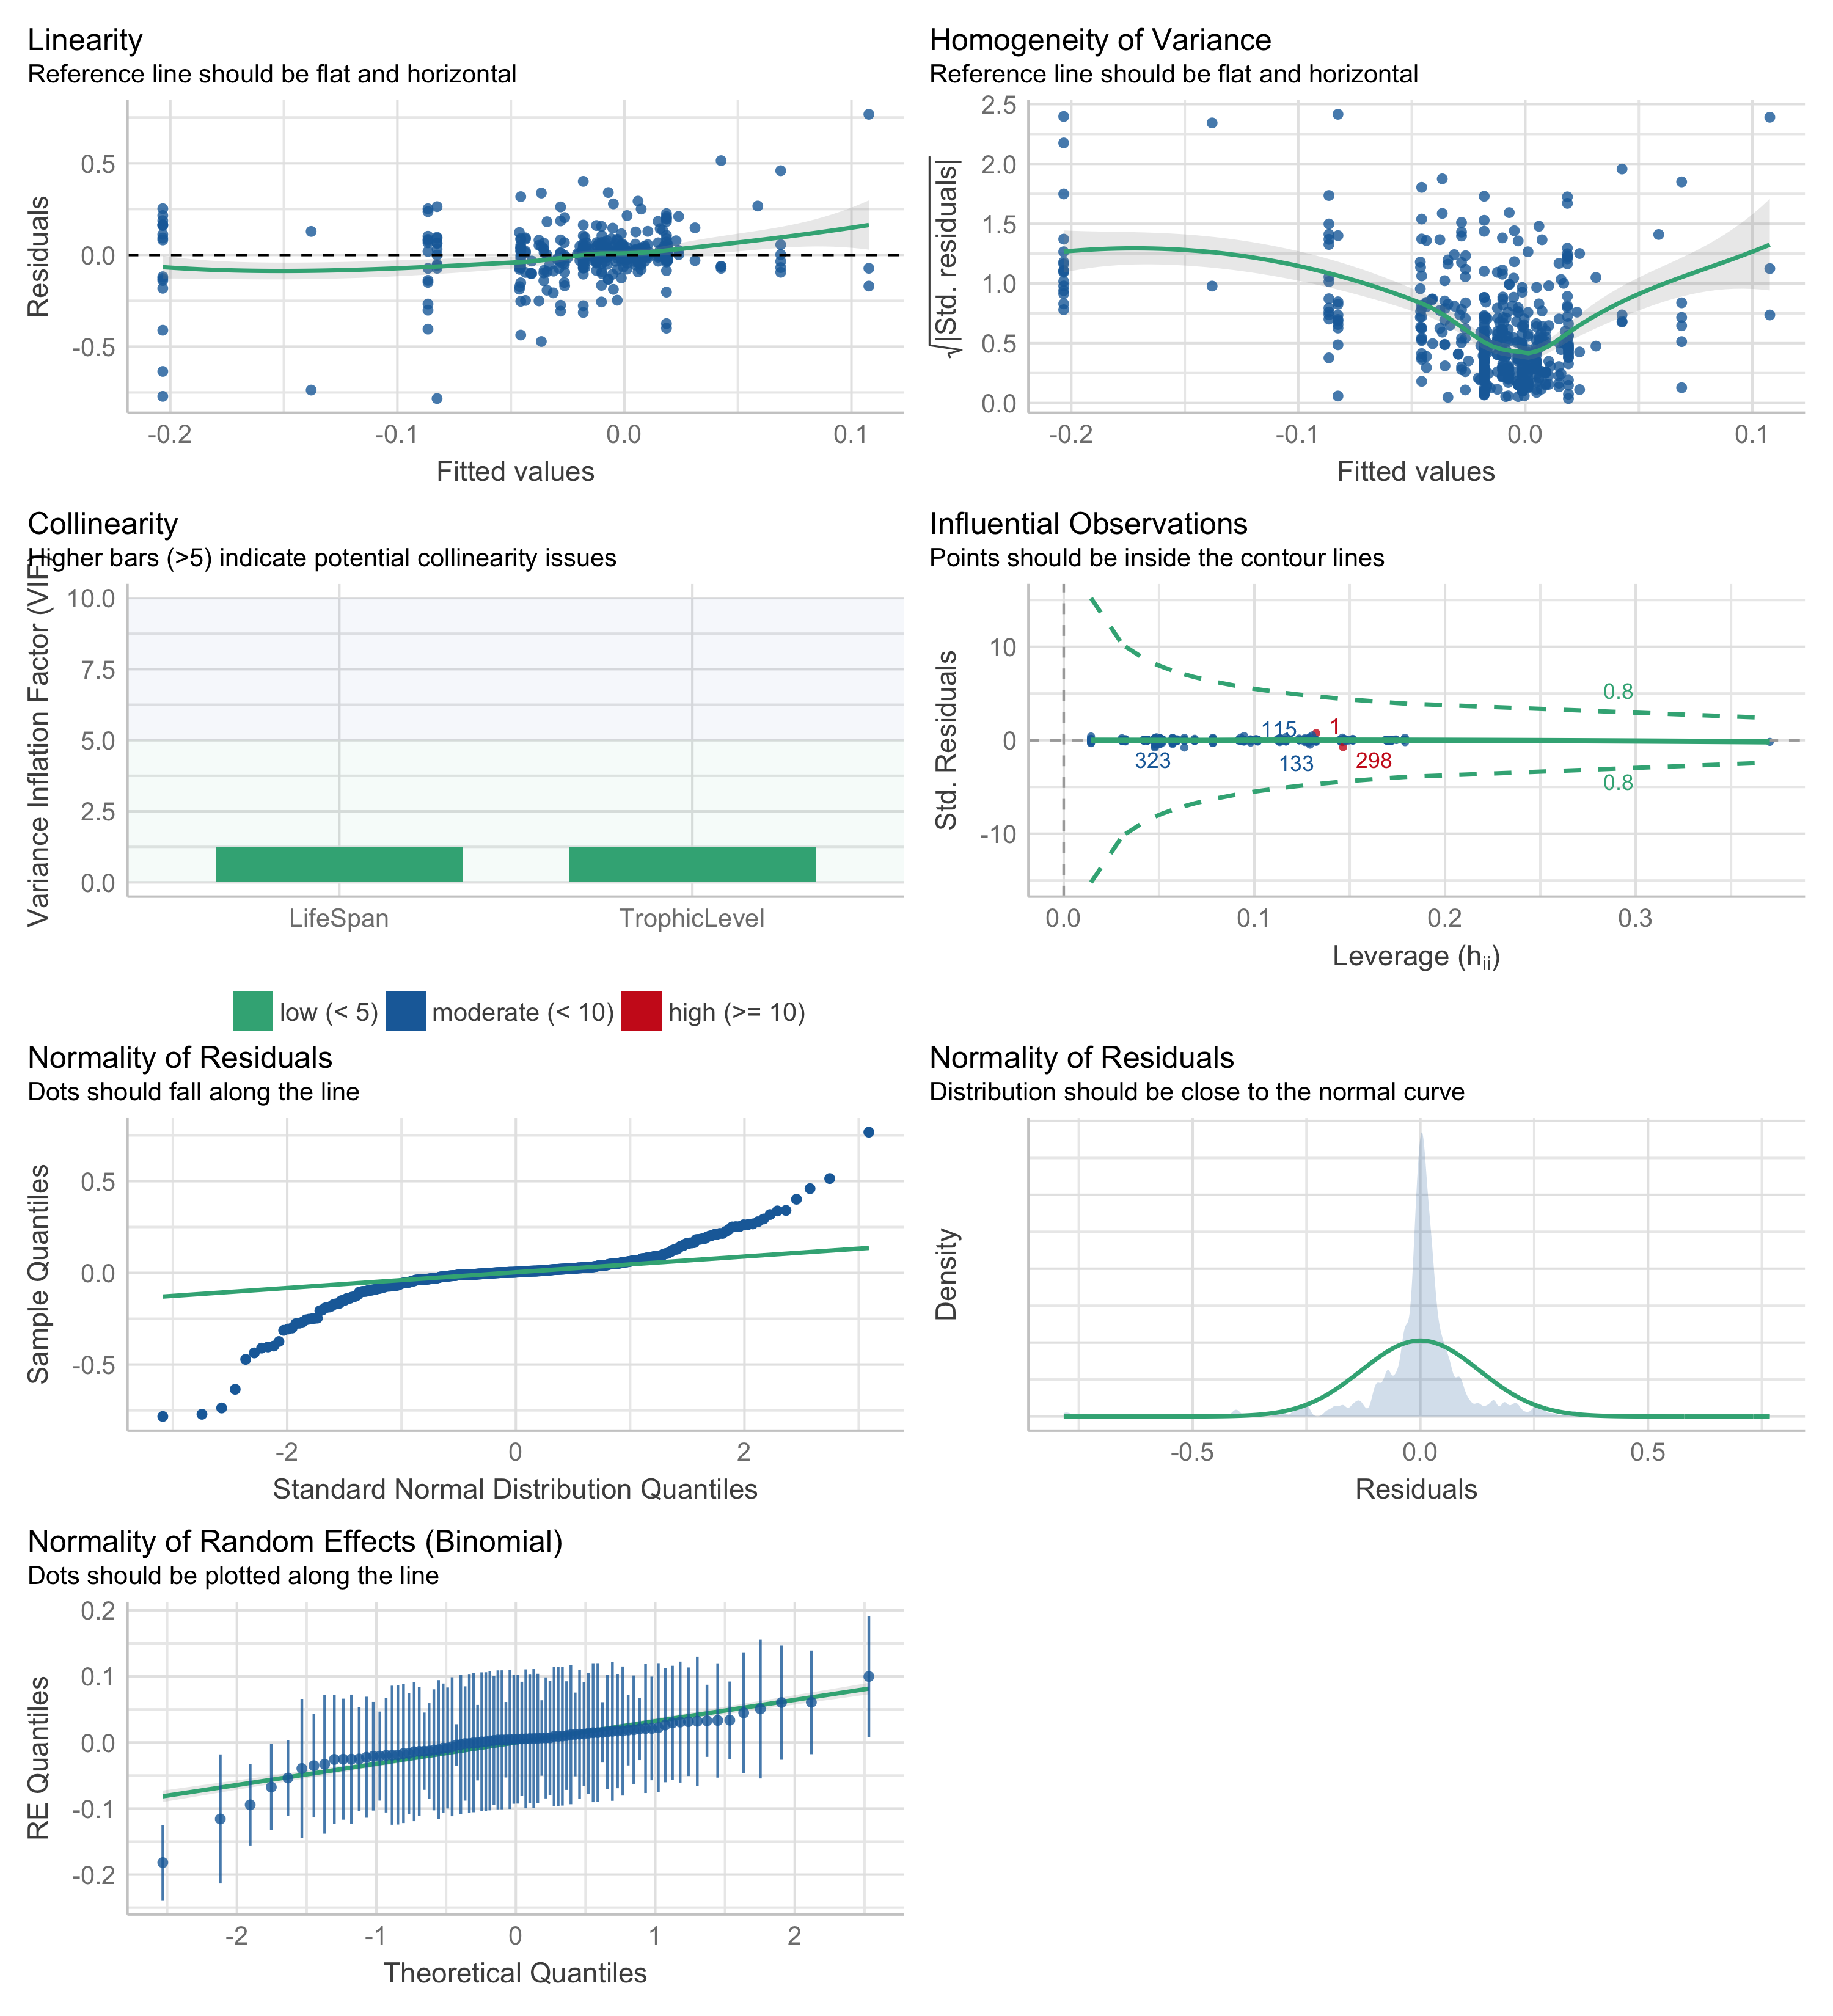 Linearity
Reference line should be flat and horizontal
Residuals
0.5
0.0
-0.5
-0.2
-0.1
0.0
0.1
Fitted values
Homogeneity of Variance
Reference line should be flat and horizontal
√|Std. residuals|
2.5
2.0
1.5
1.0
0.5
0.0
-0.2
-0.1
0.0
0.1
Fitted values
Collinearity
Higher bars (>5) indicate potential collinearity issues
Variance Inflation Factor (VIF)
10.0
7.5
5.0
2.5
0.0
LifeSpan
TrophicLevel
low (< 5)
moderate (< 10)
high (>= 10)
Influential Observations
Points should be inside the contour lines
Std. Residuals
10
0
-10
0.8
115
1
323
133
298
0.8
0.0
0.1
0.2
0.3
Leverage (hii)
Normality of Residuals
Dots should fall along the line
Sample Quantiles
0.5
0.0
-0.5
-2
0
2
Standard Normal Distribution Quantiles
Normality of Residuals
Distribution should be close to the normal curve
Density
-0.5
0.0
0.5
Residuals
Normality of Random Effects (Binomial)
Dots should be plotted along the line
RE Quantiles
0.2
0.1
0.0
-0.1
-0.2
-2
-1
0
1
2
Theoretical Quantiles